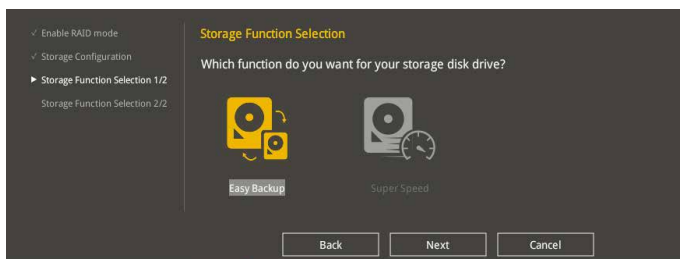 ✓ Enable RAID mode
✓ Storage Configuration
▶ Storage Function Selection 1/2
Storage Function Selection 2/2
Storage Function Selection
Which function do you want for your storage disk drive?
Easy Backup
Super Speed
Back
Next
Cancel